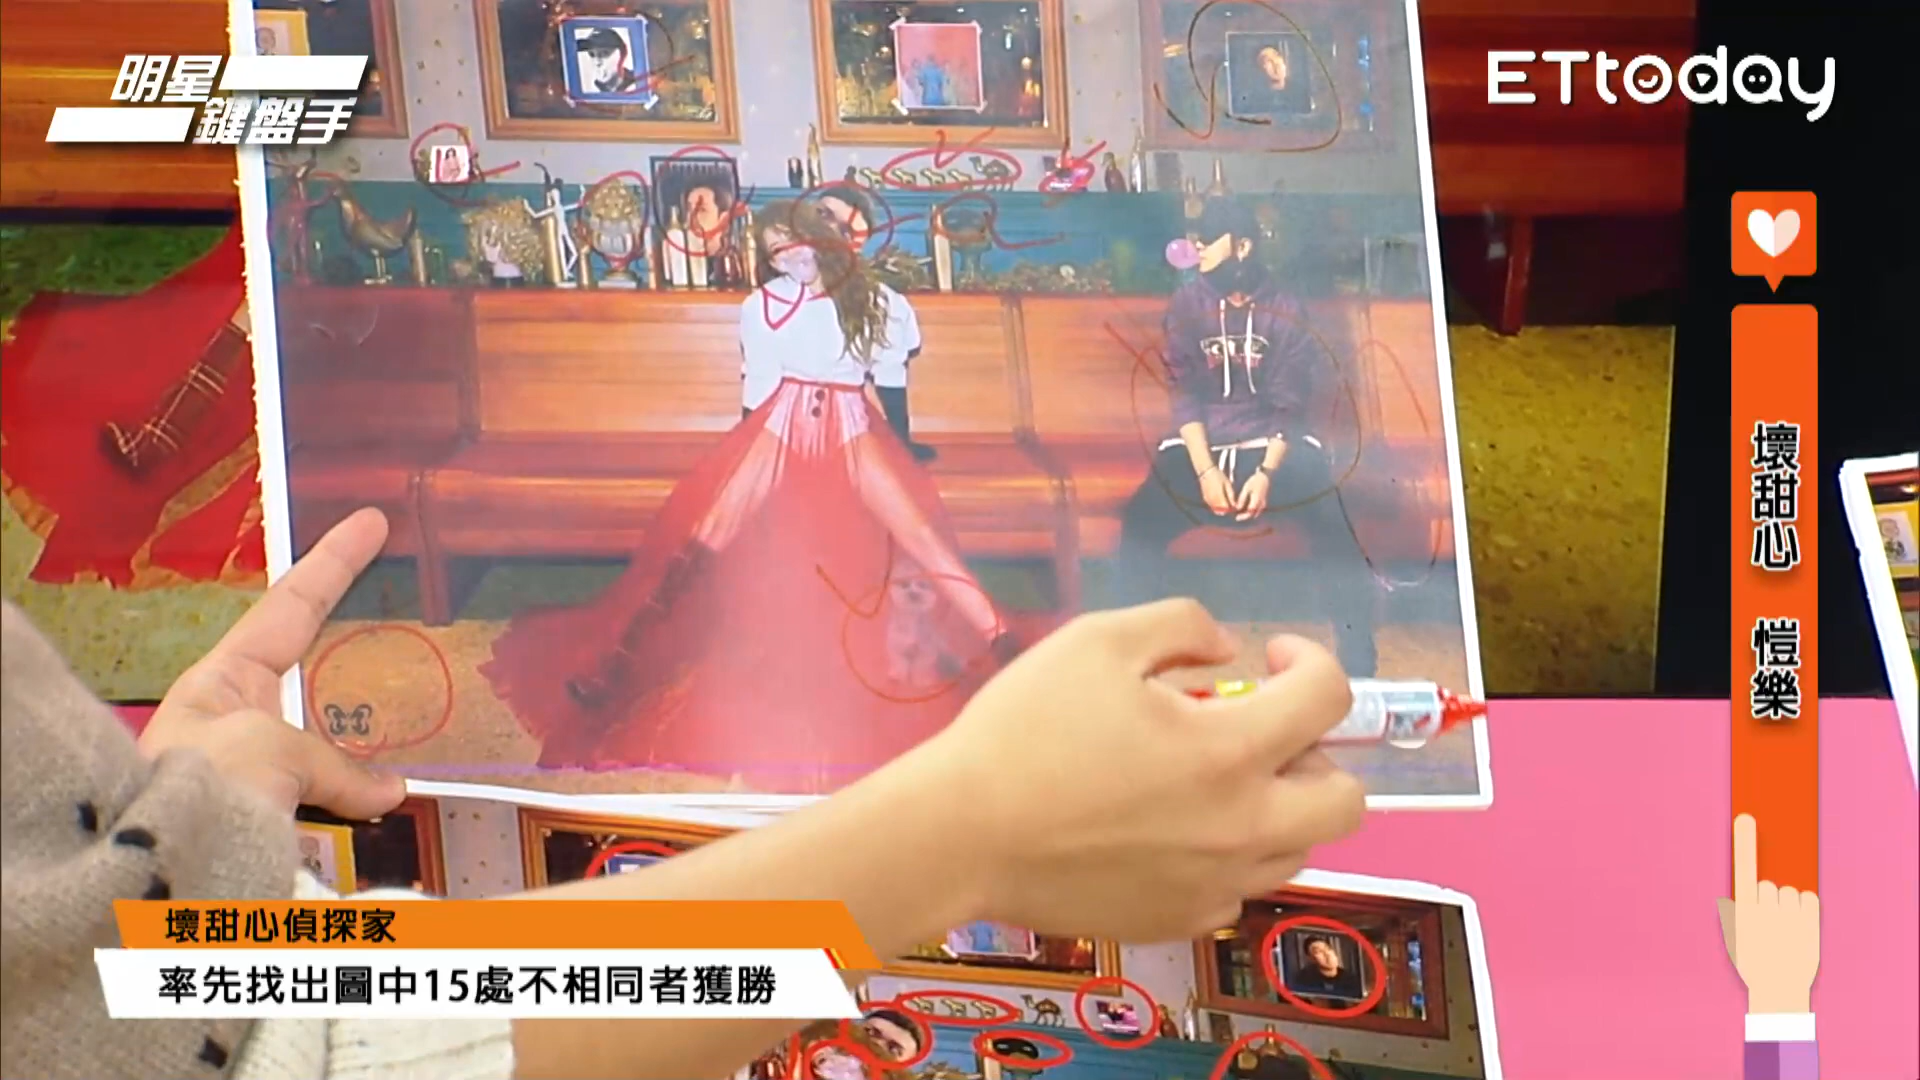 明星
鍵盤手
ETtoday
壞甜心 愷樂
壞甜心偵探家
率先找出圖中15處不相同者獲勝